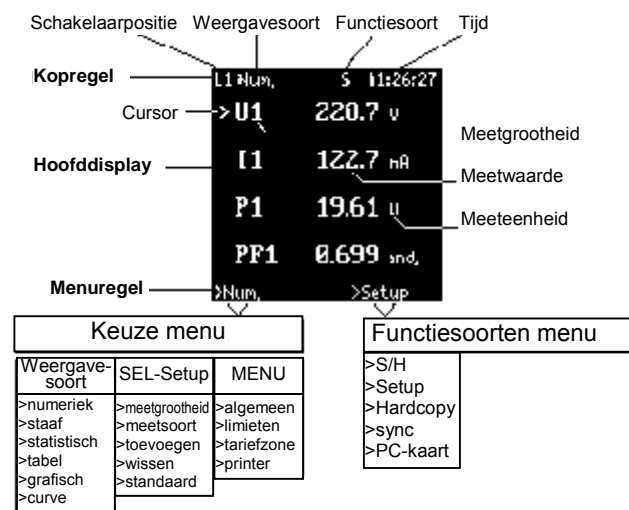 Schakelaarpositie Weergavesoort Functiesoort Tijd
Kopregel
L1 Num. S 11:26:27
Cursor
>U1 220.7 V
Meetgrootheid
Hoofddisplay
I1 122.7 mA
Meetwaarde
P1 19.61 W
Meeteenheid
PF1 0.699 ind.
Menuregel
>Num. >Setup
Keuze menu
Functiesoorten menu
Weergave-
soort
SEL-Setup
MENU
>numeriek
>staaf
>statistisch
>tabel
>grafisch
>curve
>meetgrootheid
>meetsoort
>toevoegen
>wissen
>standaard
>algemeen
>limieten
>tariefzone
>printer
>S/H
>Setup
>Hardcopy
>sync
>PC-kaart